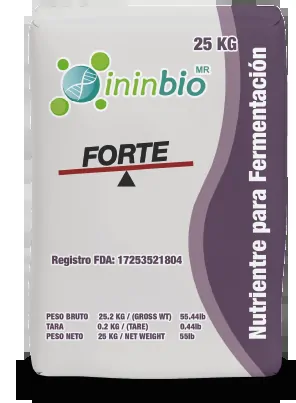 25 KG
ininbio MR
FORTE
Registro FDA: 17253521804
PESO BRUTO 25.2 KG / (GROSS WT) 55.44lb
TARA 0.2 KG / (TARE) 0.44lb
PESO NETO 25 KG / NET WEIGHT 55lb
Nutrientre para Fermentación